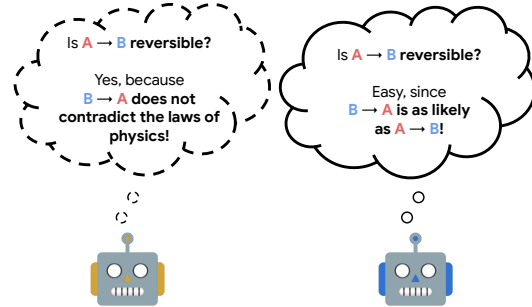 Is A → B reversible?
Yes, because
B → A does not
contradict the laws of
physics!
Is A → B reversible?
Easy, since
B → A is as likely
as A → B!